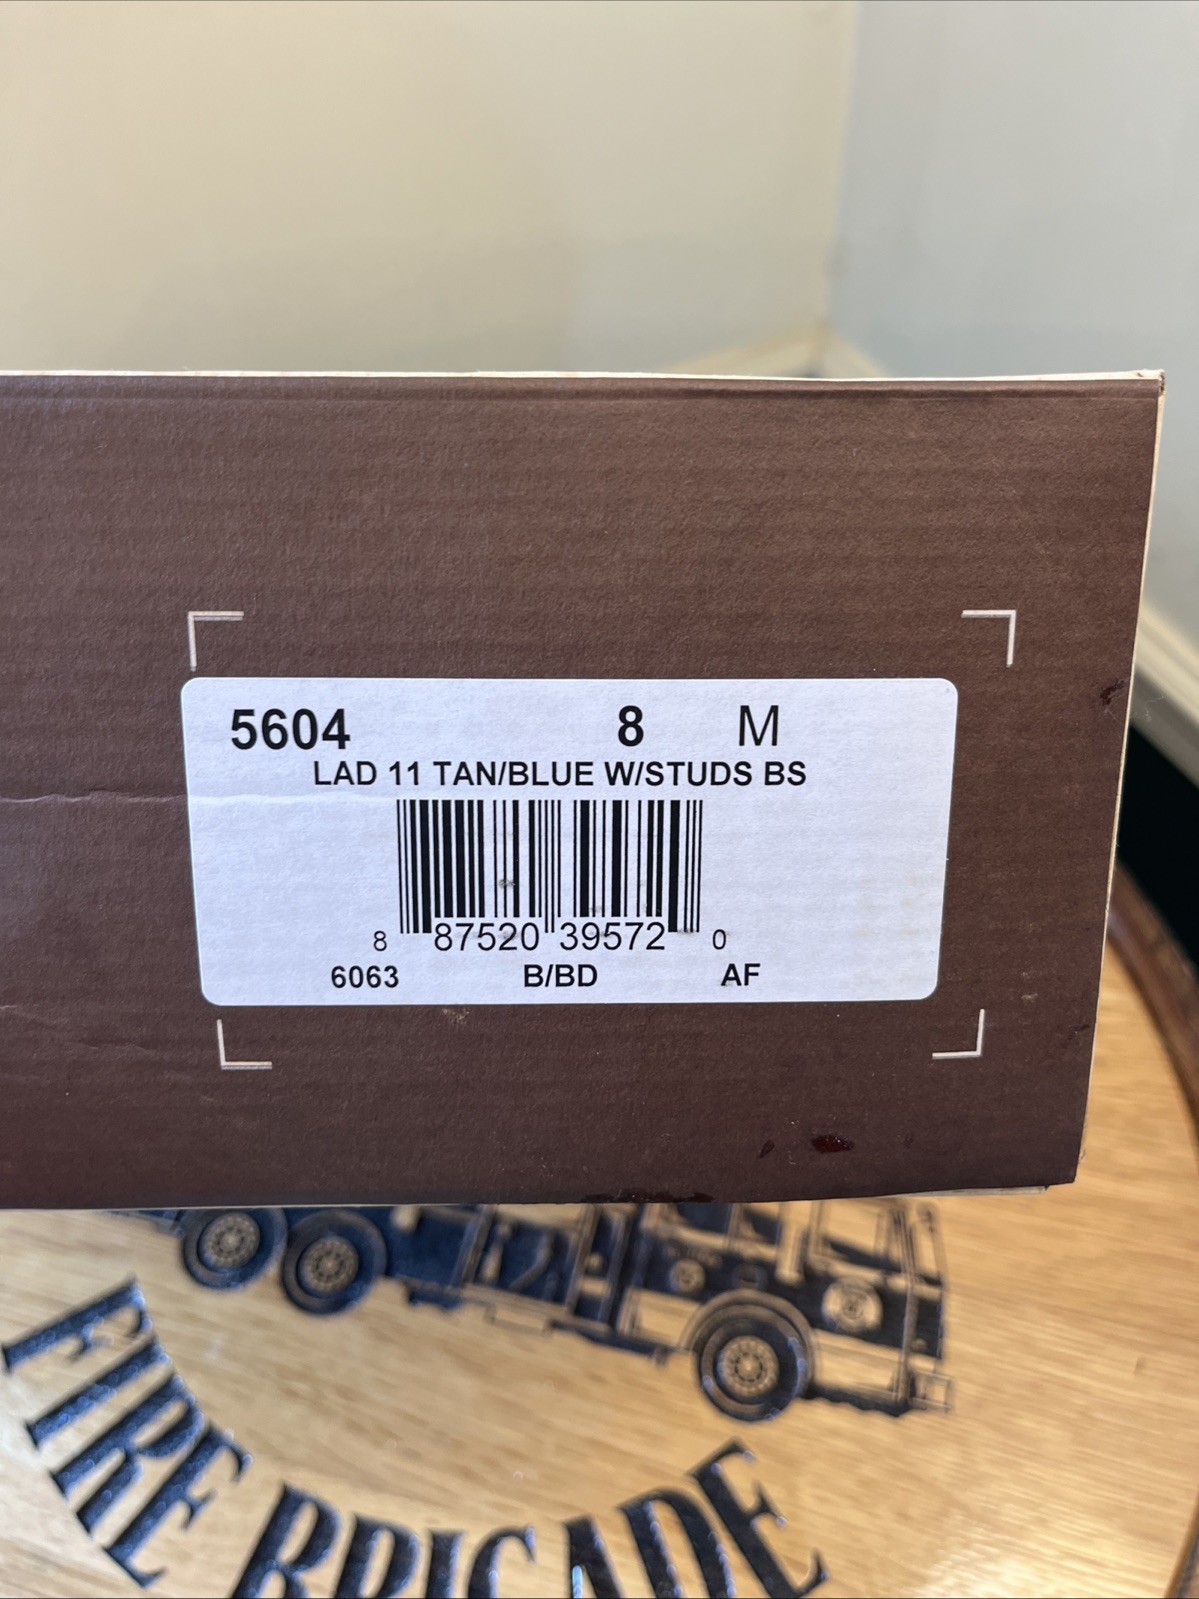 5604 8 M
LAD 11 TAN/BLUE W/STUDS BS
8 87520 39572 0
6063 B/BD AF
FIRE BRIGADE